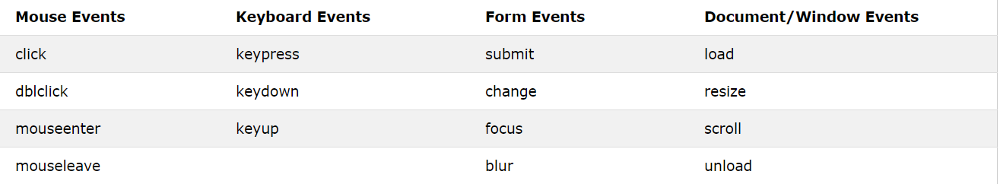 Mouse Events Keyboard Events Form Events Document/Window Events
click keypress submit load
dblclick keydown change resize
mouseenter keyup focus scroll
mouseleave blur unload